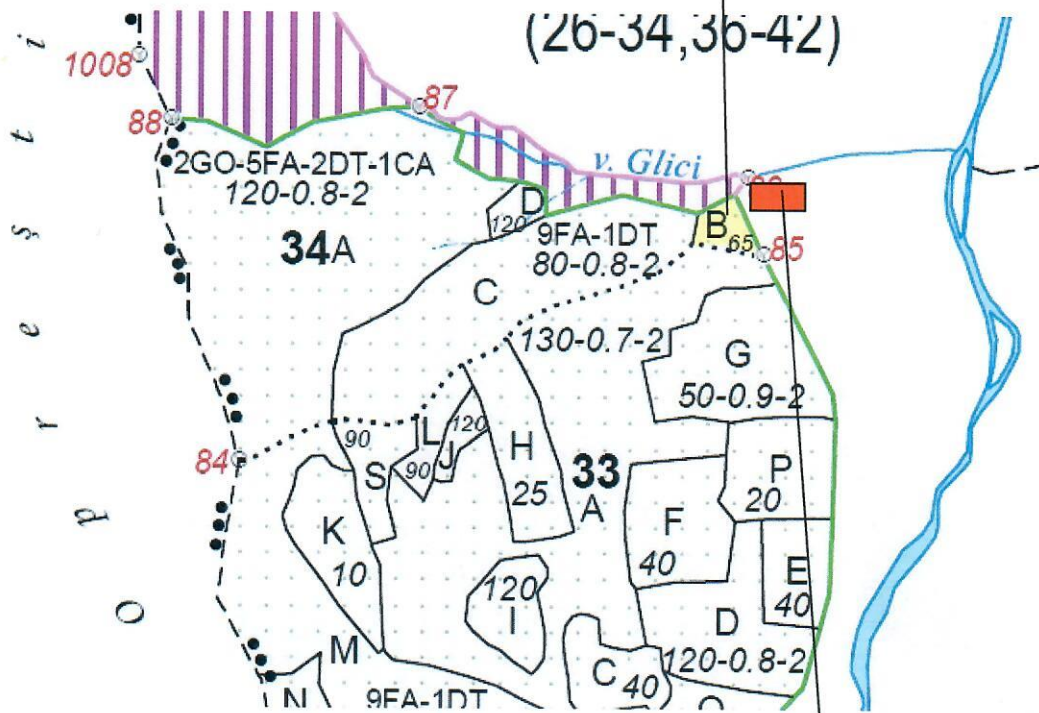 (26-34,36-42)
1008
87
88
v. Glici
2GO-5FA-2DT-1CA
120-0.8-2
D
120
B
65
85
9FA-1DT
80-0.8-2
34A
C
130-0.7-2
G
50-0.9-2
84
90
L
120
J
90
S
H
25
33
A
P
20
K
10
F
40
E
40
120
I
D
120-0.8-2
M
C
40
N
9FA-1DT
O p r e ș t i